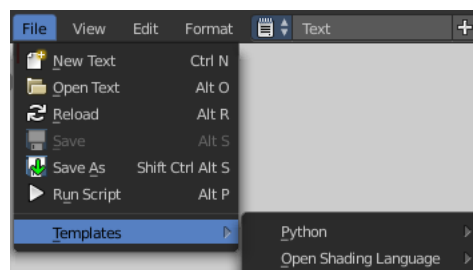 File View Edit Format Text
New Text Ctrl N
Open Text Alt O
Reload Alt R
Save Alt S
Save As Shift Ctrl Alt S
Run Script Alt P
Templates
Python
Open Shading Language